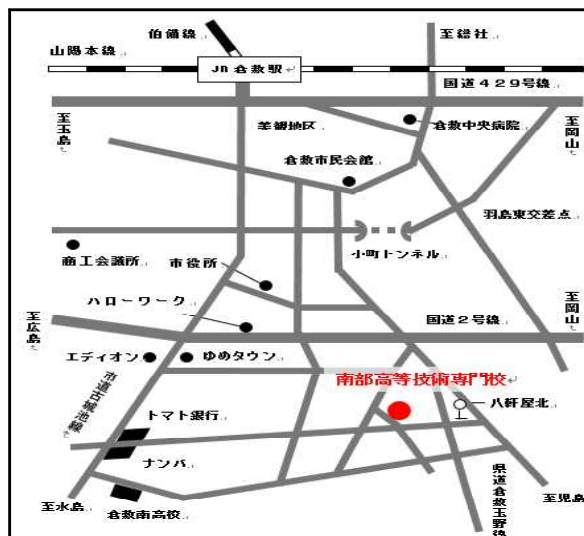 伯備線
至総社
山陽本線
JR倉敷駅
国道429号線
至玉島
美観地区
倉敷中央病院
至岡山
倉敷市民会館
羽島東交差点
小町トンネル
商工会議所
市役所
ハローワーク
至広島
国道2号線
至岡山
エディオン
ゆめタウン
南部高等技術専門校
市道古城池線
トマト銀行
八軒屋北
ナンバ
至水島
倉敷南高校
県道倉敷玉野線
至児島